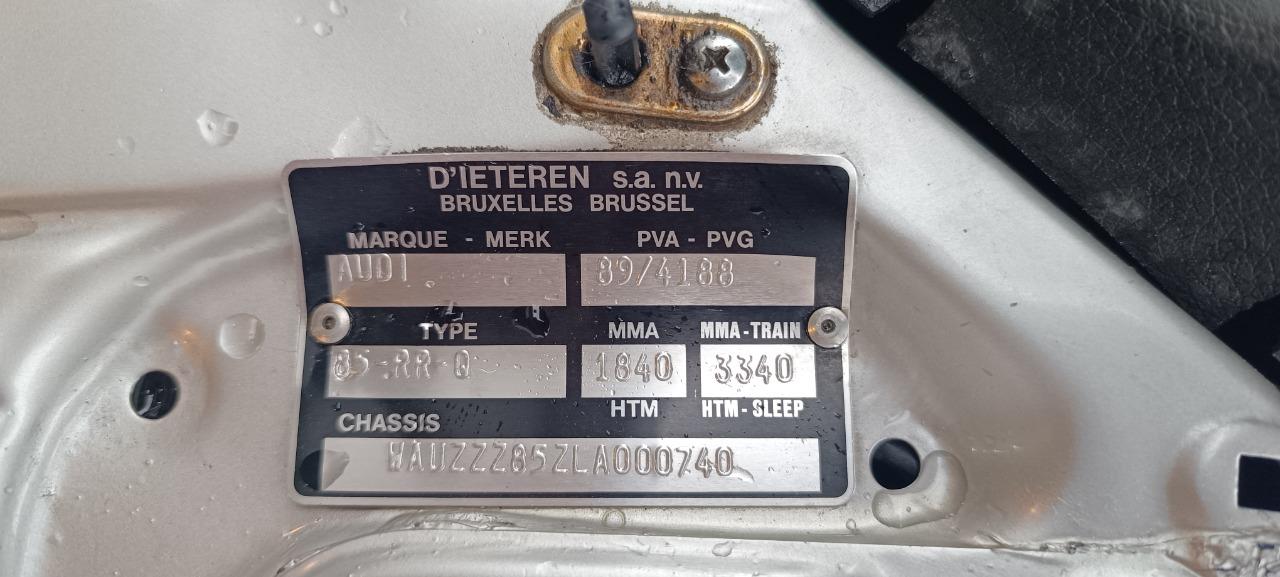 D'IETEREN s.a. n.v.
BRUXELLES BRUSSEL
MARQUE - MERK PVA - PVG
AUDI 89/4188
TYPE MMA MMA-TRAIN
85-RR-Q~ 1840 3340
HTM HTM-SLEEP
CHASSIS
WAUZZZ85ZLA000740